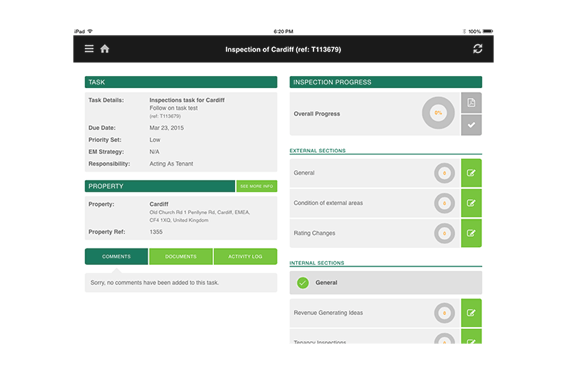 iPad 6:20 PM 100%
Inspection of Cardiff (ref: T113679)
TASK
Task Details: Inspections task for Cardiff
Follow on task test
(ref: T113679)
Due Date: Mar 23, 2015
Priority Set: Low
EM Strategy: N/A
Responsibility: Acting As Tenant
PROPERTY SEE MORE INFO
Property: Cardiff
Old Church Rd 1 Penllyne Rd, Cardiff, EMEA,
CF4 1XQ, United Kingdom
Property Ref: 1355
COMMENTS DOCUMENTS ACTIVITY LOG
Sorry, no comments have been added to this task.
INSPECTION PROGRESS
Overall Progress 0%
EXTERNAL SECTIONS
General
Condition of external areas
Rating Changes
INTERNAL SECTIONS
General
Revenue Generating Ideas
Tenancy Inspections